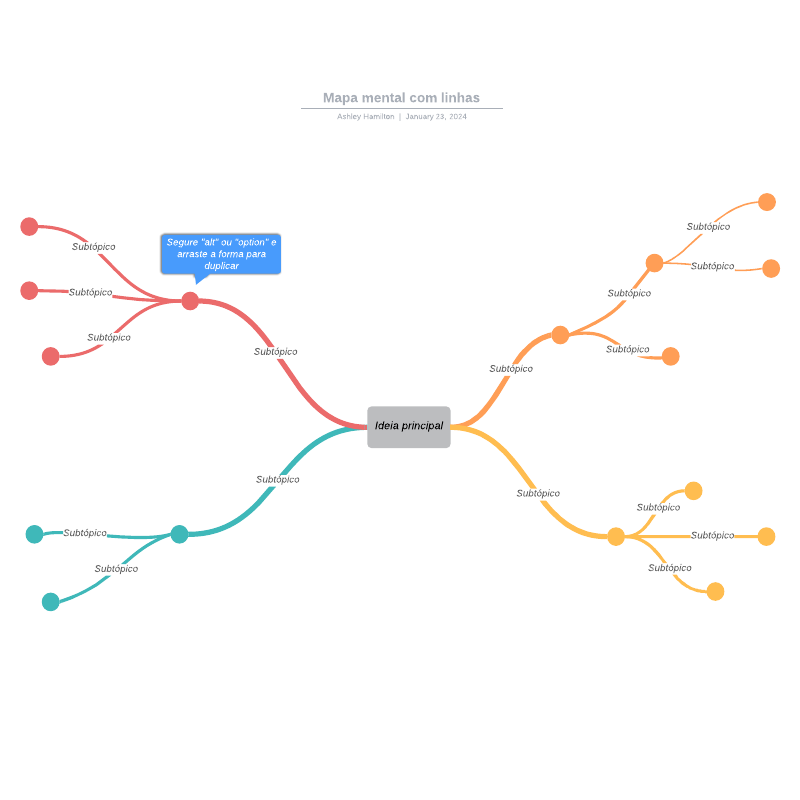 Mapa mental com linhas
Ashley Hamilton | January 23, 2024
Subtópico
Subtópico
Segure "alt" ou "option" e
arraste a forma para
duplicar
Subtópico
Subtópico
Subtópico
Subtópico
Subtópico
Subtópico
Subtópico
Subtópico
Subtópico
Ideia principal
Subtópico
Subtópico
Subtópico
Subtópico
Subtópico
Subtópico
Subtópico